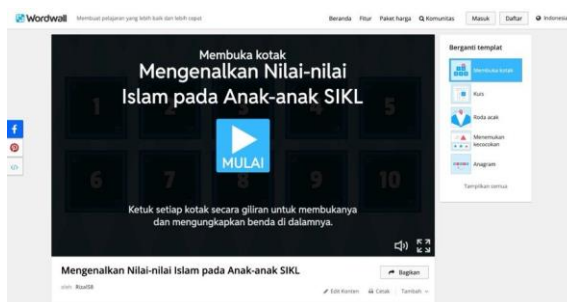 Wordwall Membuat pelajaran yang lebih baik dan lebih cepat
Beranda Fitur Paket harga Komunitas Masuk Daftar Indonesia
Membuka kotak
Mengenalkan Nilai-nilai
Islam pada Anak-anak SIKL
1 5
MULAI
6 7 8 9 10
Ketuk setiap kotak secara giliran untuk membukanya
dan mengungkapkan benda di dalamnya.
Berganti templat
Membuka kotak
Kuis
Roda acak
Menemukan
kecocokan
Anagram
Tampilkan semua
Mengenalkan Nilai-nilai Islam pada Anak-anak SIKL
Bagikan
oleh
Edit Konten Cetak Tambah